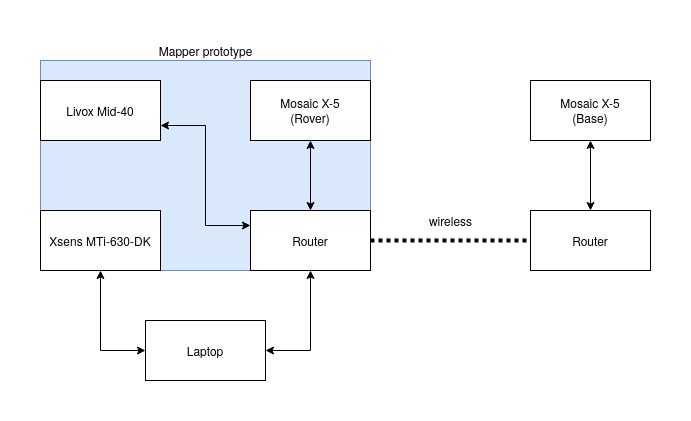 Mapper prototype
Livox Mid-40
Mosaic X-5
(Rover)
Mosaic X-5
(Base)
wireless
Xsens MTi-630-DK
Router
Router
Laptop